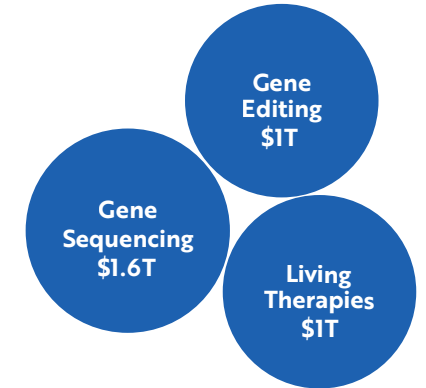 Gene
Editing
$1T
Gene
Sequencing
$1.6T
Living
Therapies
$1T